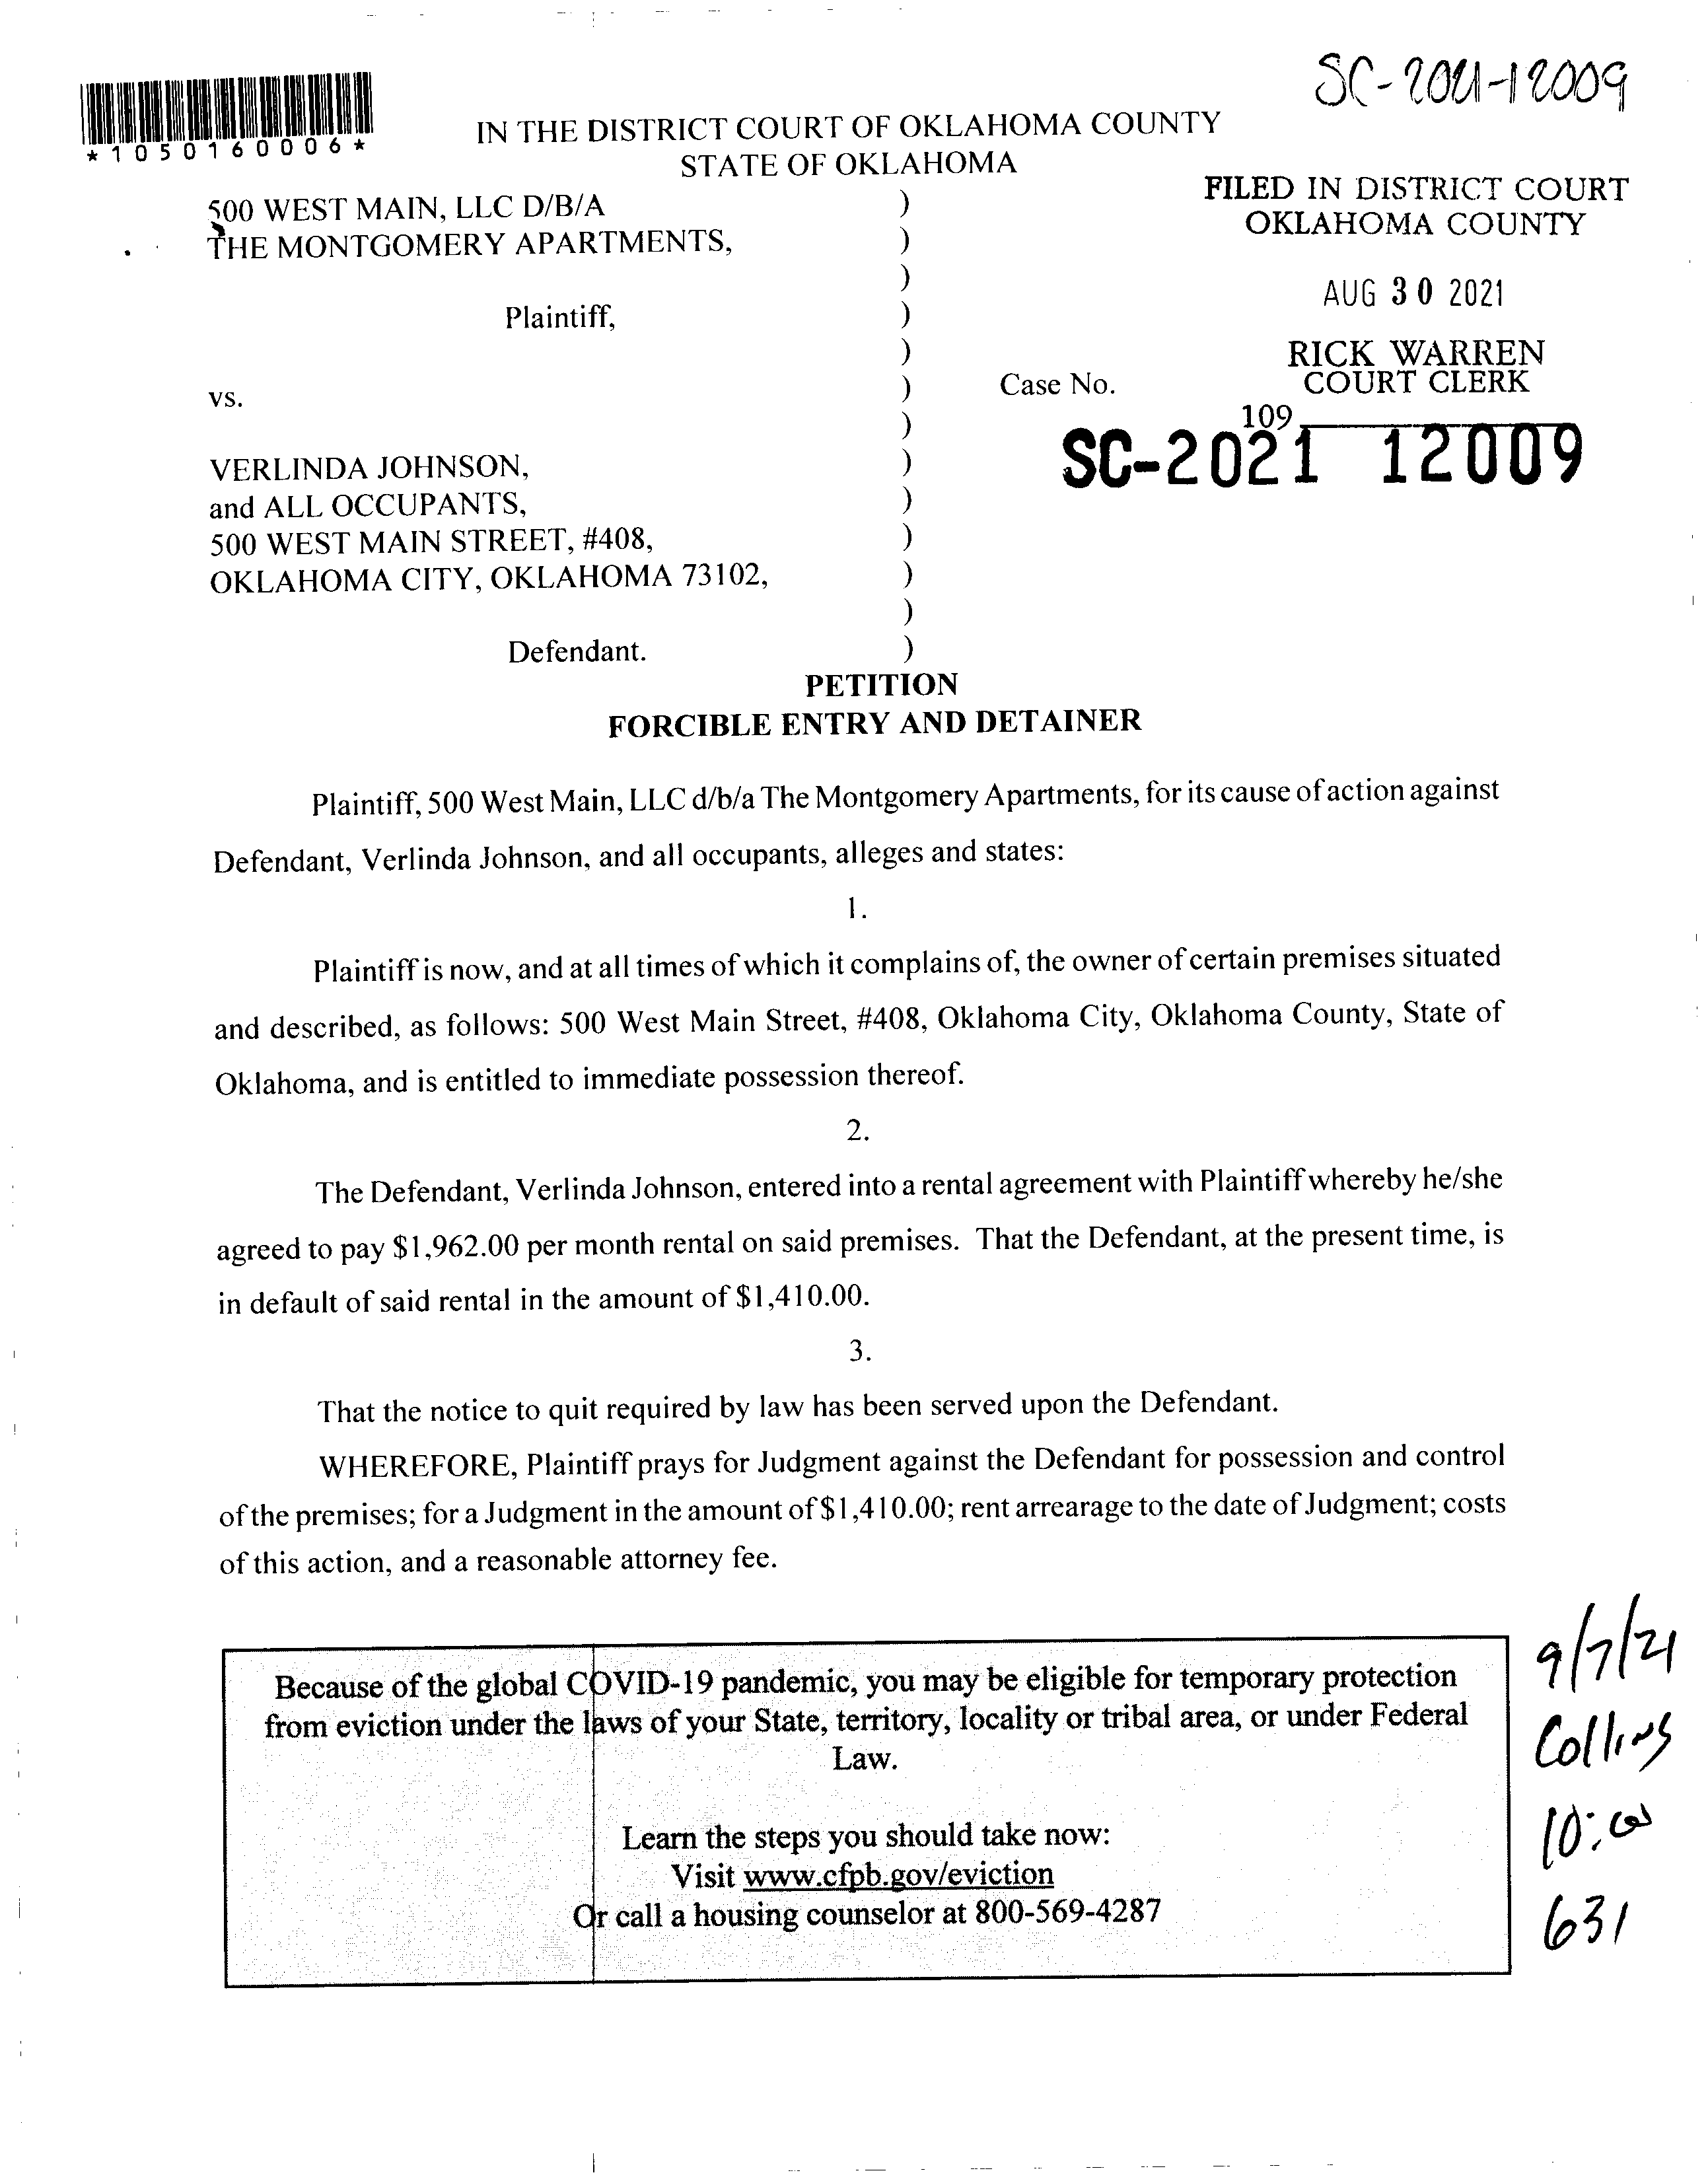 SC-2021-12009
*1050160006*
IN THE DISTRICT COURT OF OKLAHOMA COUNTY
STATE OF OKLAHOMA
FILED IN DISTRICT COURT
OKLAHOMA COUNTY
AUG 30 2021
RICK WARREN
COURT CLERK
109
500 WEST MAIN, LLC D/B/A )
THE MONTGOMERY APARTMENTS, )
)
Plaintiff, )
)
vs. ) Case No.
)
SC-2021 12009
VERLINDA JOHNSON, )
and ALL OCCUPANTS, )
500 WEST MAIN STREET, #408, )
OKLAHOMA CITY, OKLAHOMA 73102, )
)
Defendant. )
PETITION
FORCIBLE ENTRY AND DETAINER
Plaintiff, 500 West Main, LLC d/b/a The Montgomery Apartments, for its cause of action against
Defendant, Verlinda Johnson, and all occupants, alleges and states:
1.
Plaintiff is now, and at all times of which it complains of, the owner of certain premises situated
and described, as follows: 500 West Main Street, #408, Oklahoma City, Oklahoma County, State of
Oklahoma, and is entitled to immediate possession thereof.
2.
The Defendant, Verlinda Johnson, entered into a rental agreement with Plaintiff whereby he/she
agreed to pay $1,962.00 per month rental on said premises. That the Defendant, at the present time, is
in default of said rental in the amount of $1,410.00.
3.
That the notice to quit required by law has been served upon the Defendant.
WHEREFORE, Plaintiff prays for Judgment against the Defendant for possession and control
of the premises; for a Judgment in the amount of $1,410.00; rent arrearage to the date of Judgment; costs
of this action, and a reasonable attorney fee.
Because of the global COVID-19 pandemic, you may be eligible for temporary protection
from eviction under the laws of your State, territory, locality or tribal area, or under Federal
Law.
Learn the steps you should take now:
Visit www.cfpb.gov/eviction
Or call a housing counselor at 800-569-4287
9/7/21
Collins
10:00
631